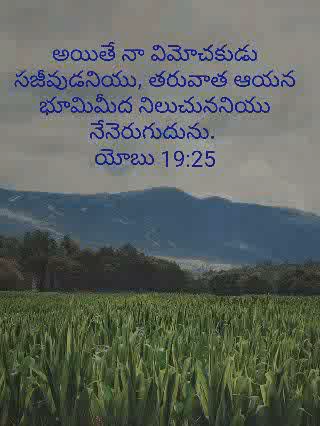 అయితే నా విమోచకుడు
సజీవుడనియు, తరువాత ఆయన
భూమిమీద నిలుచుననియు
నేనెరుగుదును.
యోబు 19:25